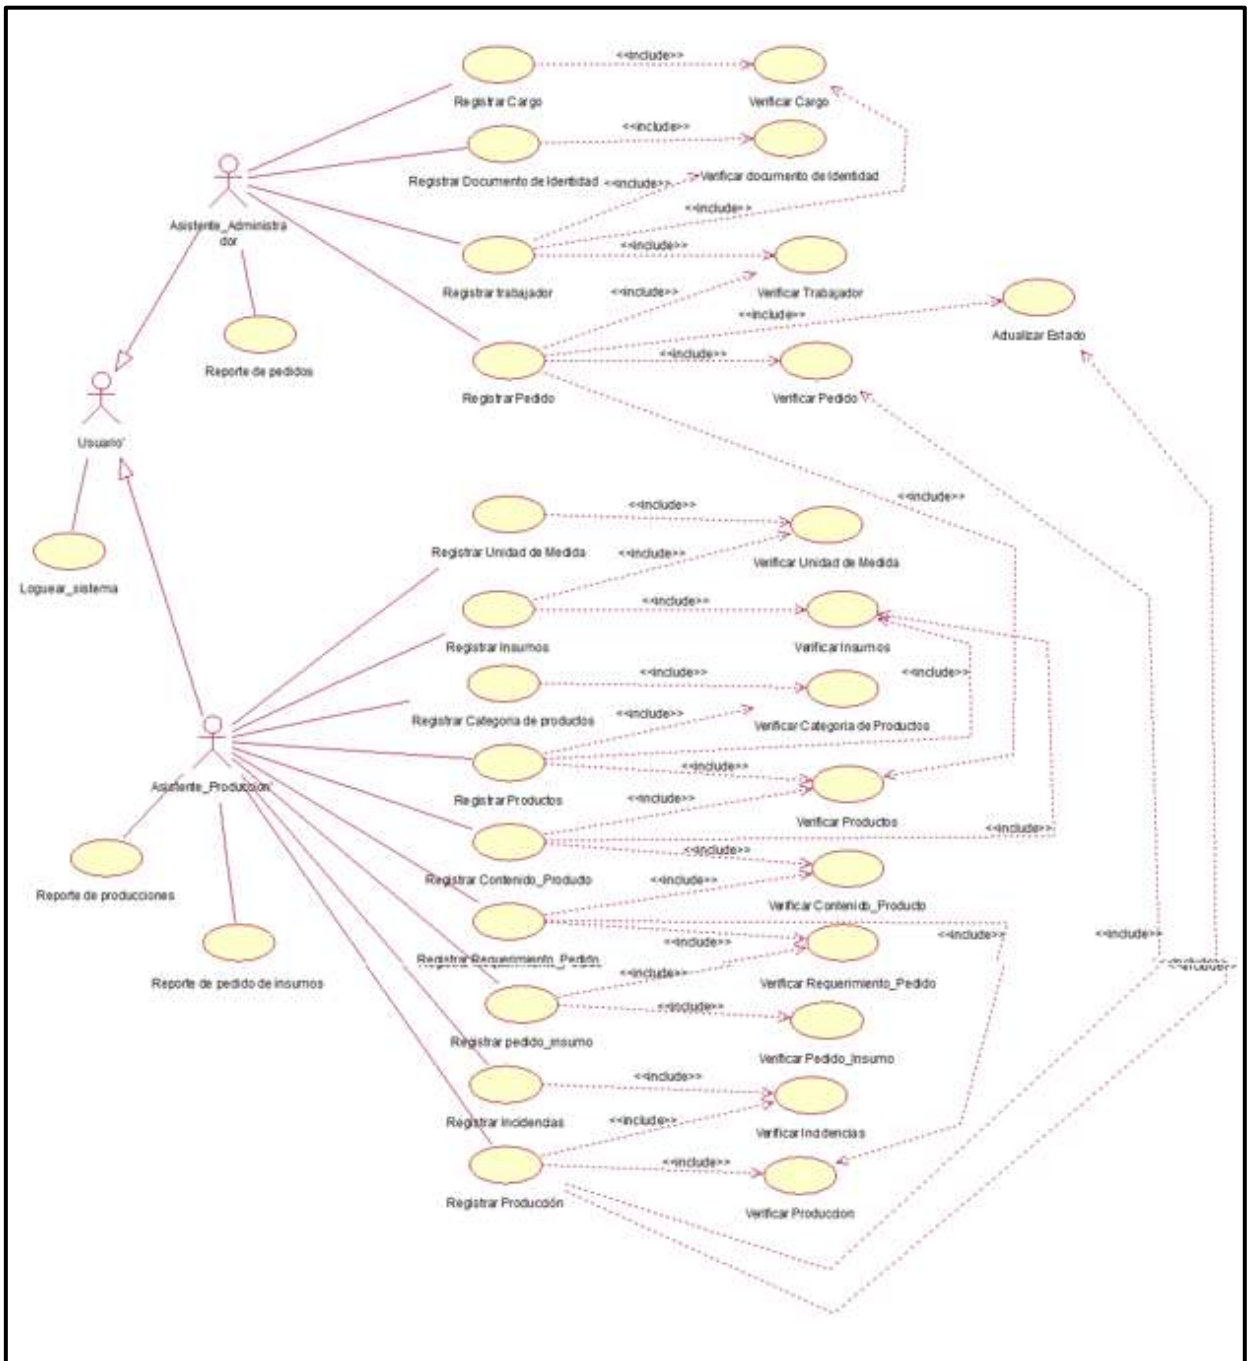 <<include>>
Registrar Cargo
Verificar Cargo
<<include>>
Registrar Documento de Identidad
<<include>>
Verificar documento de Identidad
<<include>>
Asistente_Administra
dor
<<include>>
Registrar trabajador
<<include>>
Verificar Trabajador
<<include>>
Adualizar Estado
<<include>>
Reporte de pedidos
Registrar Pedido
Verificar Pedido
Usuario'
<<include>>
<<include>>
Registrar Unidad de Medida
<<include>>
Verificar Unidad de Medida
Loguear_sistema
<<include>>
Registrar Insumos
Verificar Insumos
<<include>>
<<include>>
Registrar Categoria de productos
<<include>>
Verificar Categoria de Productos
<<include>>
Asistente_Produccion'
<<include>>
Registrar Productos
Verificar Productos
<<include>>
<<include>>
Registrar Contenido_Producto
Reporte de producciones
<<include>>
Verificar Contenido_Producto
<<include>>
<<include>>
<<include>>
<<include>>
<<include>>
Registrar Requerimiento_Pedido
Reporte de pedido de insumos
Verificar Requerimiento_Pedido
<<include>>
Registrar pedido_insumo
Verificar Pedido_Insumo
<<include>>
Registrar Incidencias
<<include>>
Verificar Inddencias
<<include>>
Registrar Producción
Verificar Produccion